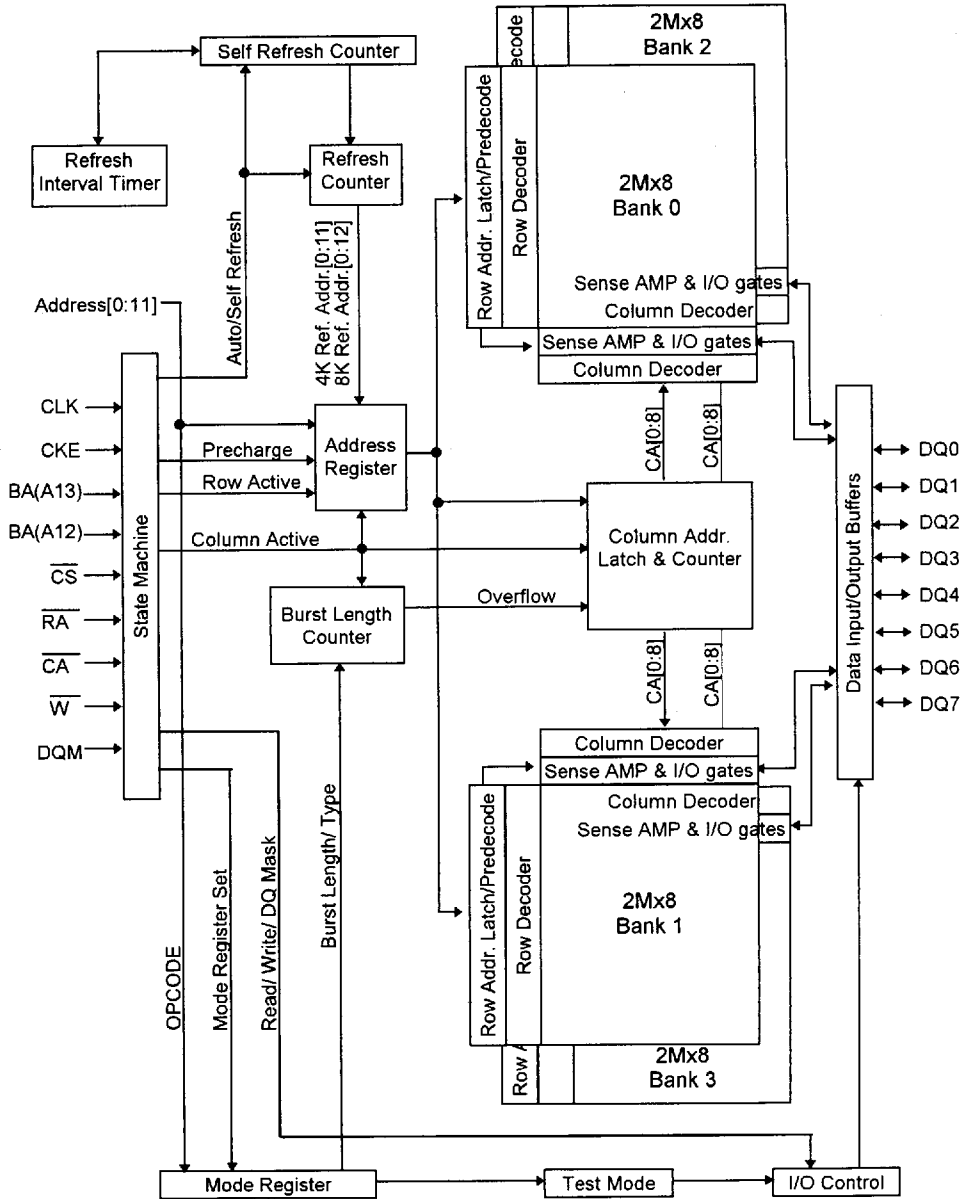 2Mx8
Bank 2
ecode
Self Refresh Counter
Refresh
Interval Timer
Refresh
Counter
Row Addr. Latch/Predecode
Row Decoder
2Mx8
Bank 0
Auto/Self Refresh
4K Ref. Addr.[0:11]
8K Ref. Addr.[0:12]
Address[0:11]
Sense AMP & I/O gates
Column Decoder
Sense AMP & I/O gates
Column Decoder
CLK
CKE
BA(A13)
BA(A12)
CS
RA
CA
W
DQM
State Machine
Precharge
Row Active
Column Active
Address
Register
CA[0:8]
CA[0:8]
Column Addr.
Latch & Counter
Burst Length
Counter
Overflow
CA[0:8]
CA[0:8]
Data Input/Output Buffers
DQ0
DQ1
DQ2
DQ3
DQ4
DQ5
DQ6
DQ7
Column Decoder
Sense AMP & I/O gates
Column Decoder
Sense AMP & I/O gates
Row Addr. Latch/Predecode
Row Decoder
2Mx8
Bank 1
OPCODE
Mode Register Set
Read/ Write/ DQ Mask
Burst Length/ Type
Row A
2Mx8
Bank 3
Mode Register
Test Mode
I/O Control